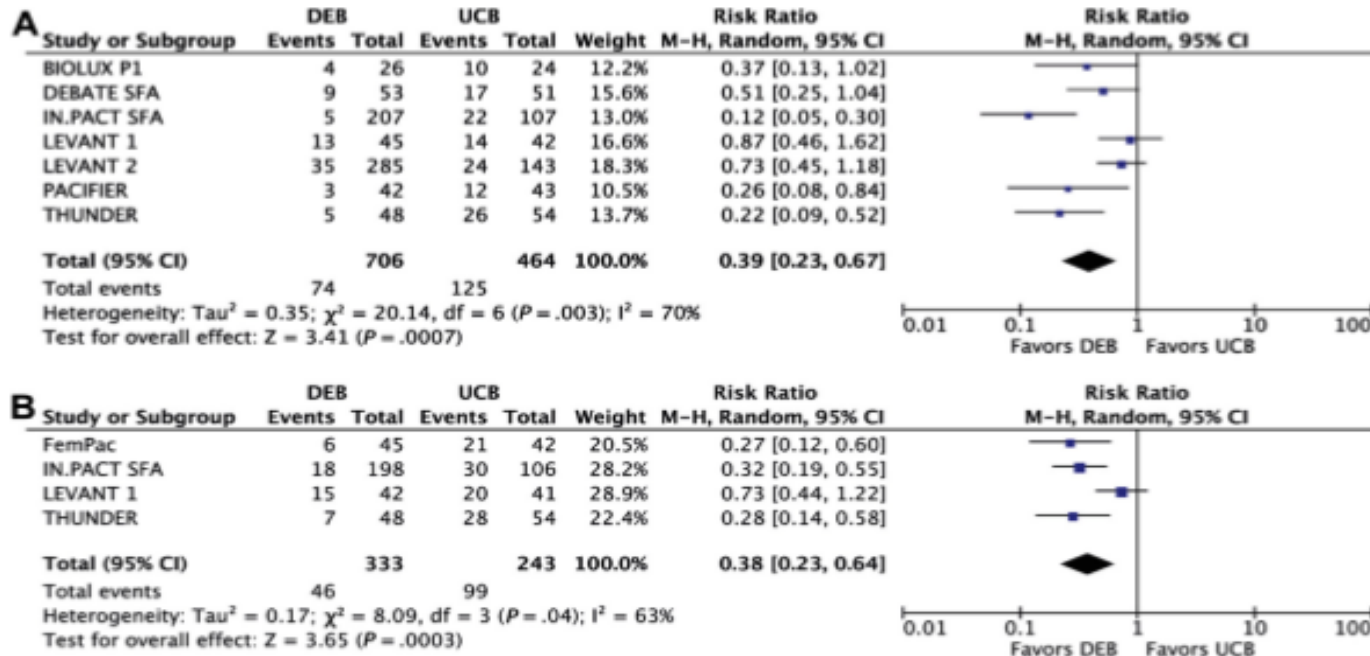 A
DEB UCB Risk Ratio Risk Ratio
Study or Subgroup Events Total Events Total Weight M-H, Random, 95% CI M-H, Random, 95% CI
BIOLUX P1 4 26 10 24 12.2% 0.37 [0.13, 1.02]
DEBATE SFA 9 53 17 51 15.6% 0.51 [0.25, 1.04]
IN.PACT SFA 5 207 22 107 13.0% 0.12 [0.05, 0.30]
LEVANT 1 13 45 14 42 16.6% 0.87 [0.46, 1.62]
LEVANT 2 35 285 24 143 18.3% 0.73 [0.45, 1.18]
PACIFIER 3 42 12 43 10.5% 0.26 [0.08, 0.84]
THUNDER 5 48 26 54 13.7% 0.22 [0.09, 0.52]
Total (95% CI) 706 464 100.0% 0.39 [0.23, 0.67]
Total events 74 125
Heterogeneity: Tau² = 0.35; χ² = 20.14, df = 6 (P = .003); I² = 70%
Test for overall effect: Z = 3.41 (P = .0007)
0.01 0.1 1 10 100
Favors DEB Favors UCB
B
DEB UCB Risk Ratio Risk Ratio
Study or Subgroup Events Total Events Total Weight M-H, Random, 95% CI M-H, Random, 95% CI
FemPac 6 45 21 42 20.5% 0.27 [0.12, 0.60]
IN.PACT SFA 18 198 30 106 28.2% 0.32 [0.19, 0.55]
LEVANT 1 15 42 20 41 28.9% 0.73 [0.44, 1.22]
THUNDER 7 48 28 54 22.4% 0.28 [0.14, 0.58]
Total (95% CI) 333 243 100.0% 0.38 [0.23, 0.64]
Total events 46 99
Heterogeneity: Tau² = 0.17; χ² = 8.09, df = 3 (P = .04); I² = 63%
Test for overall effect: Z = 3.65 (P = .0003)
0.01 0.1 1 10 100
Favors DEB Favors UCB